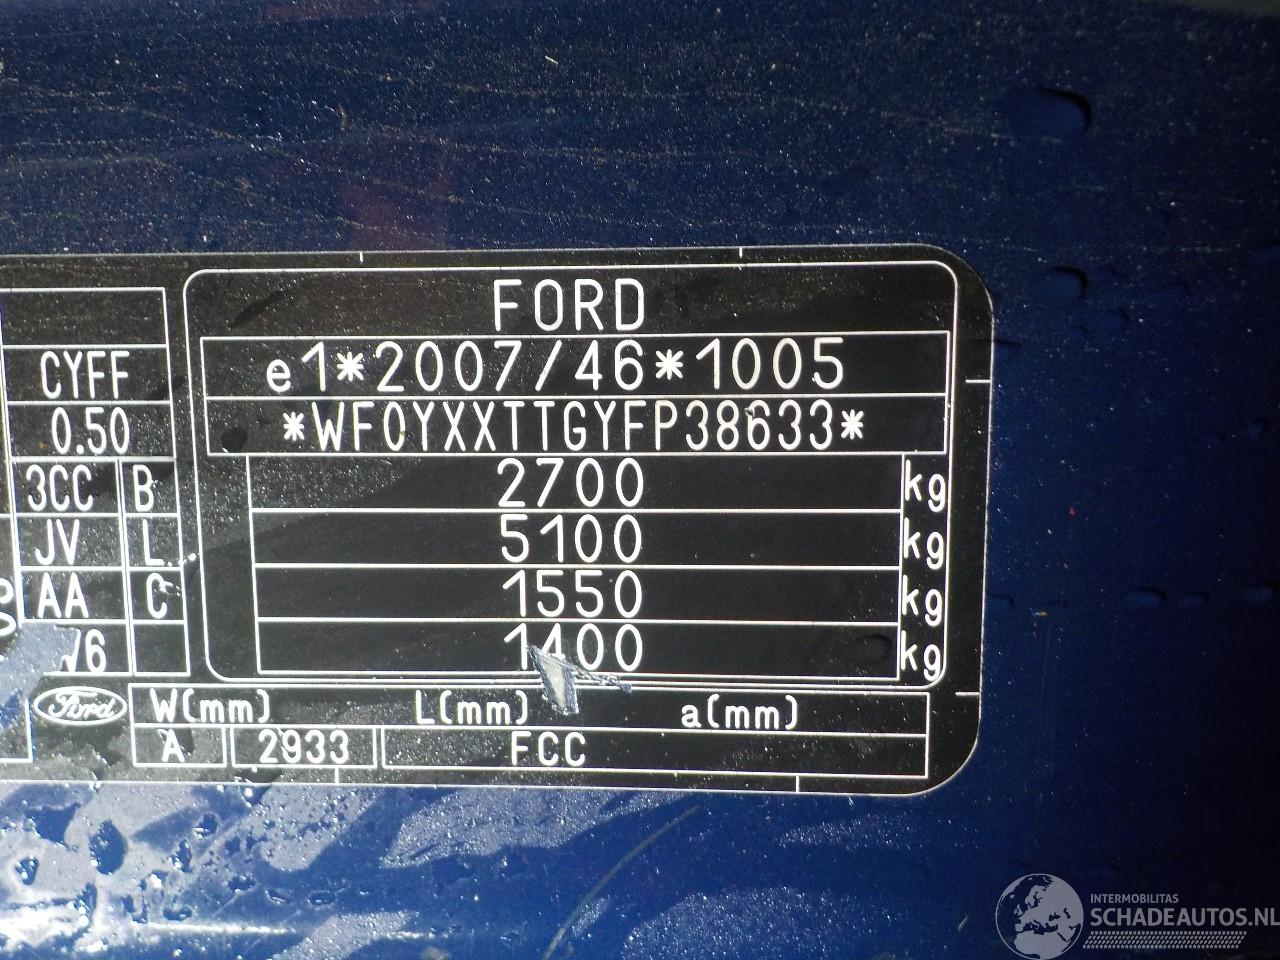 FORD
e1*2007/46*1005
*WF0YXXTTGYFP38633*
2700 kg
5100 kg
1550 kg
1400 kg
CYFF
0.50
3CC B
JV L
AA C
Ford
W(mm) L(mm) a(mm)
A 2933 FCC
INTERMOBILITAS
SCHADEAUTOS.NL